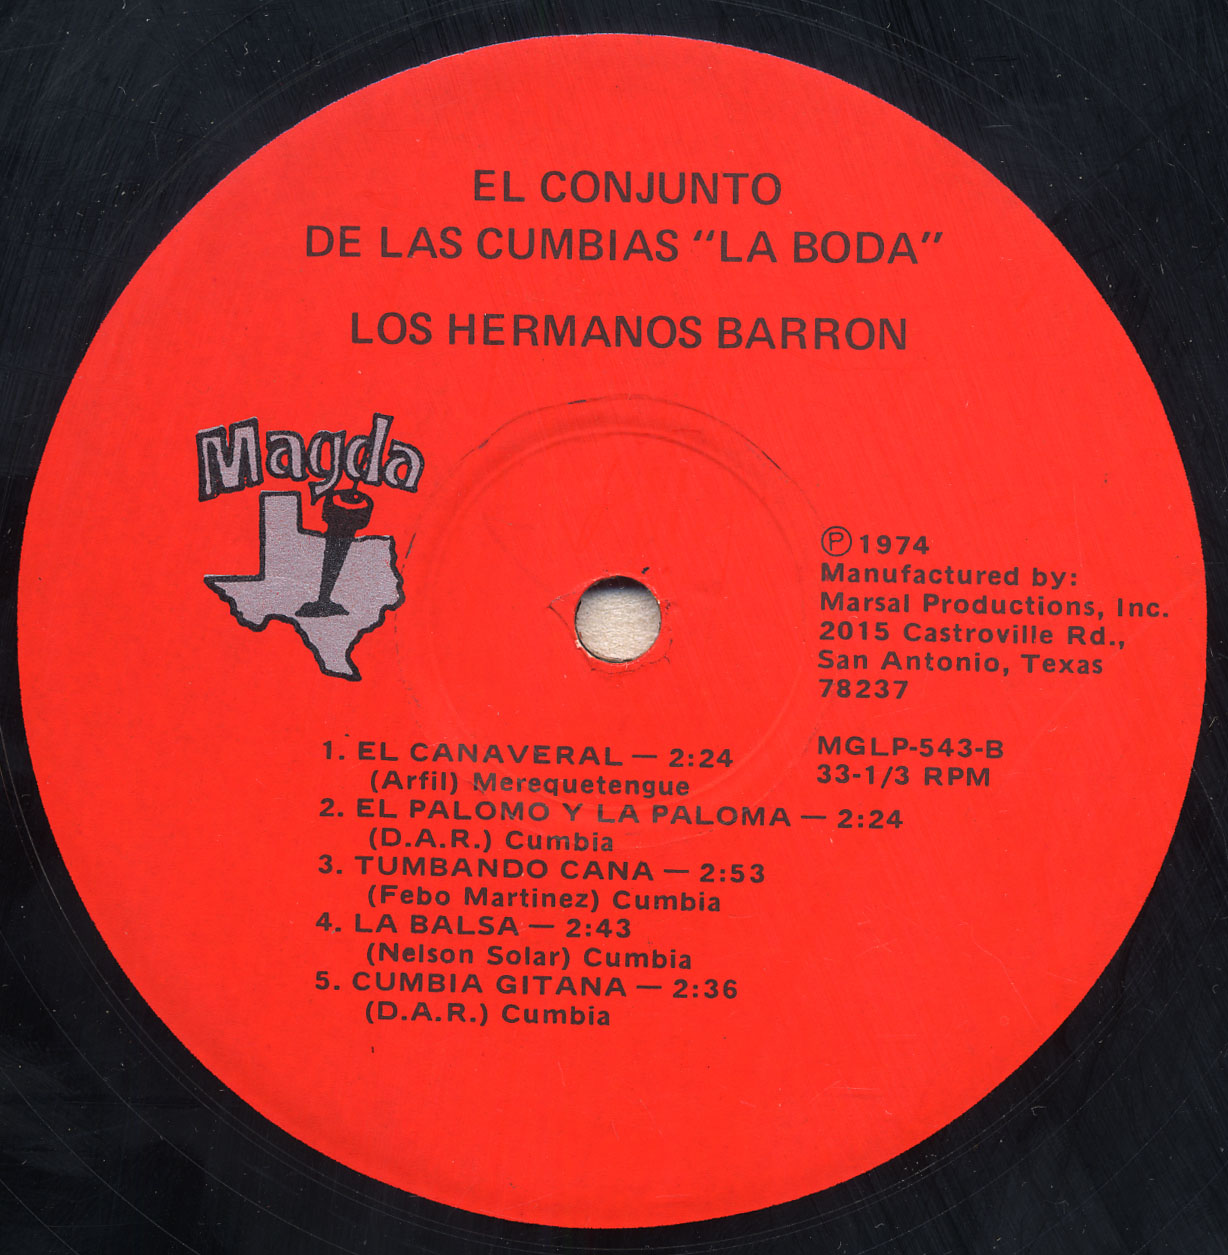 EL CONJUNTO
DE LAS CUMBIAS "LA BODA"
LOS HERMANOS BARRON
Magda
Ⓟ 1974
Manufactured by:
Marsal Productions, Inc.
2015 Castroville Rd.,
San Antonio, Texas
78237
MGLP-543-B
33-1/3 RPM
1. EL CANAVERAL — 2:24
(Arfil) Merequetengue
2. EL PALOMO Y LA PALOMA — 2:24
(D.A.R.) Cumbia
3. TUMBANDO CANA — 2:53
(Febo Martinez) Cumbia
4. LA BALSA — 2:43
(Nelson Solar) Cumbia
5. CUMBIA GITANA — 2:36
(D.A.R.) Cumbia